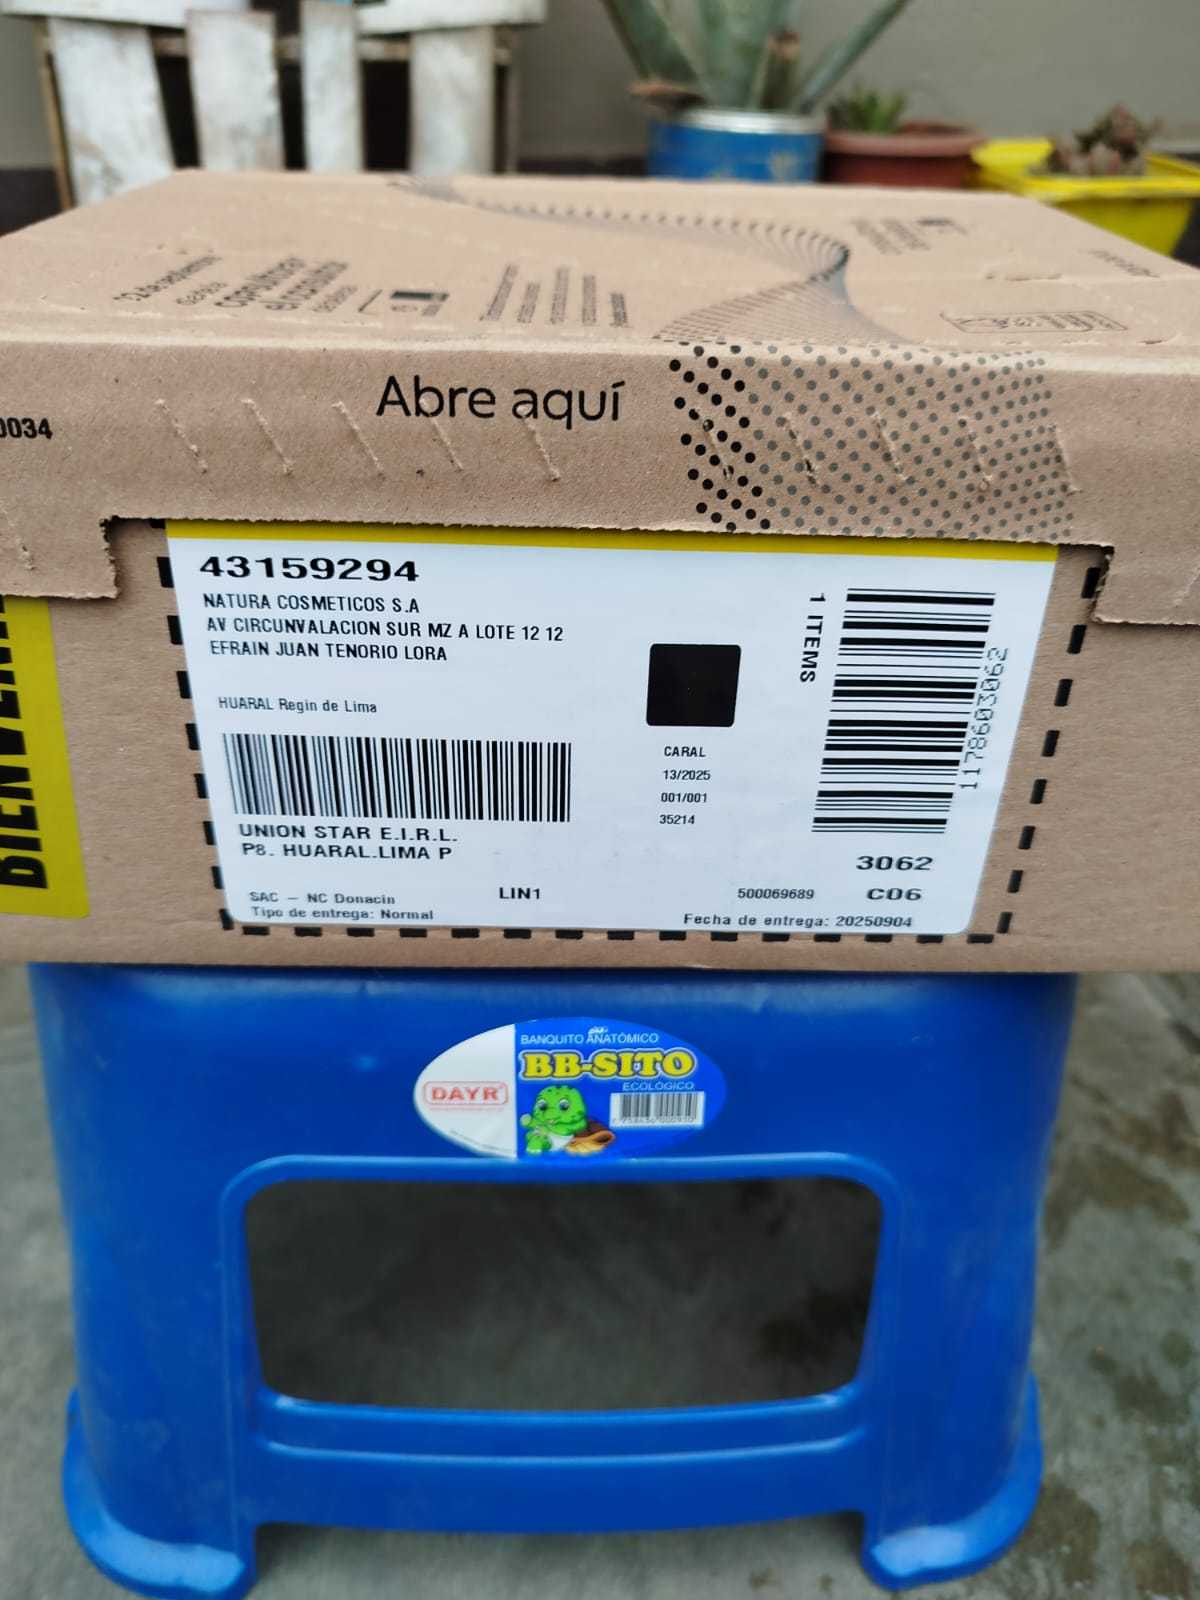 Abre aquí
0034
43159294
NATURA COSMETICOS S.A
AV CIRCUNVALACION SUR MZ A LOTE 12 12
EFRAIN JUAN TENORIO LORA
HUARAL Regin de Lima
1 ITEMS
1178603062
CARAL
13/2025
001/001
35214
UNION STAR E.I.R.L.
P8. HUARAL.LIMA P
3062
SAC – NC Donacin
LIN1
500069689
C06
Tipo de entrega: Normal
Fecha de entrega: 20250904
BANQUITO ANATÓMICO
BB-SITO
ECOLÓGICO
DAYR